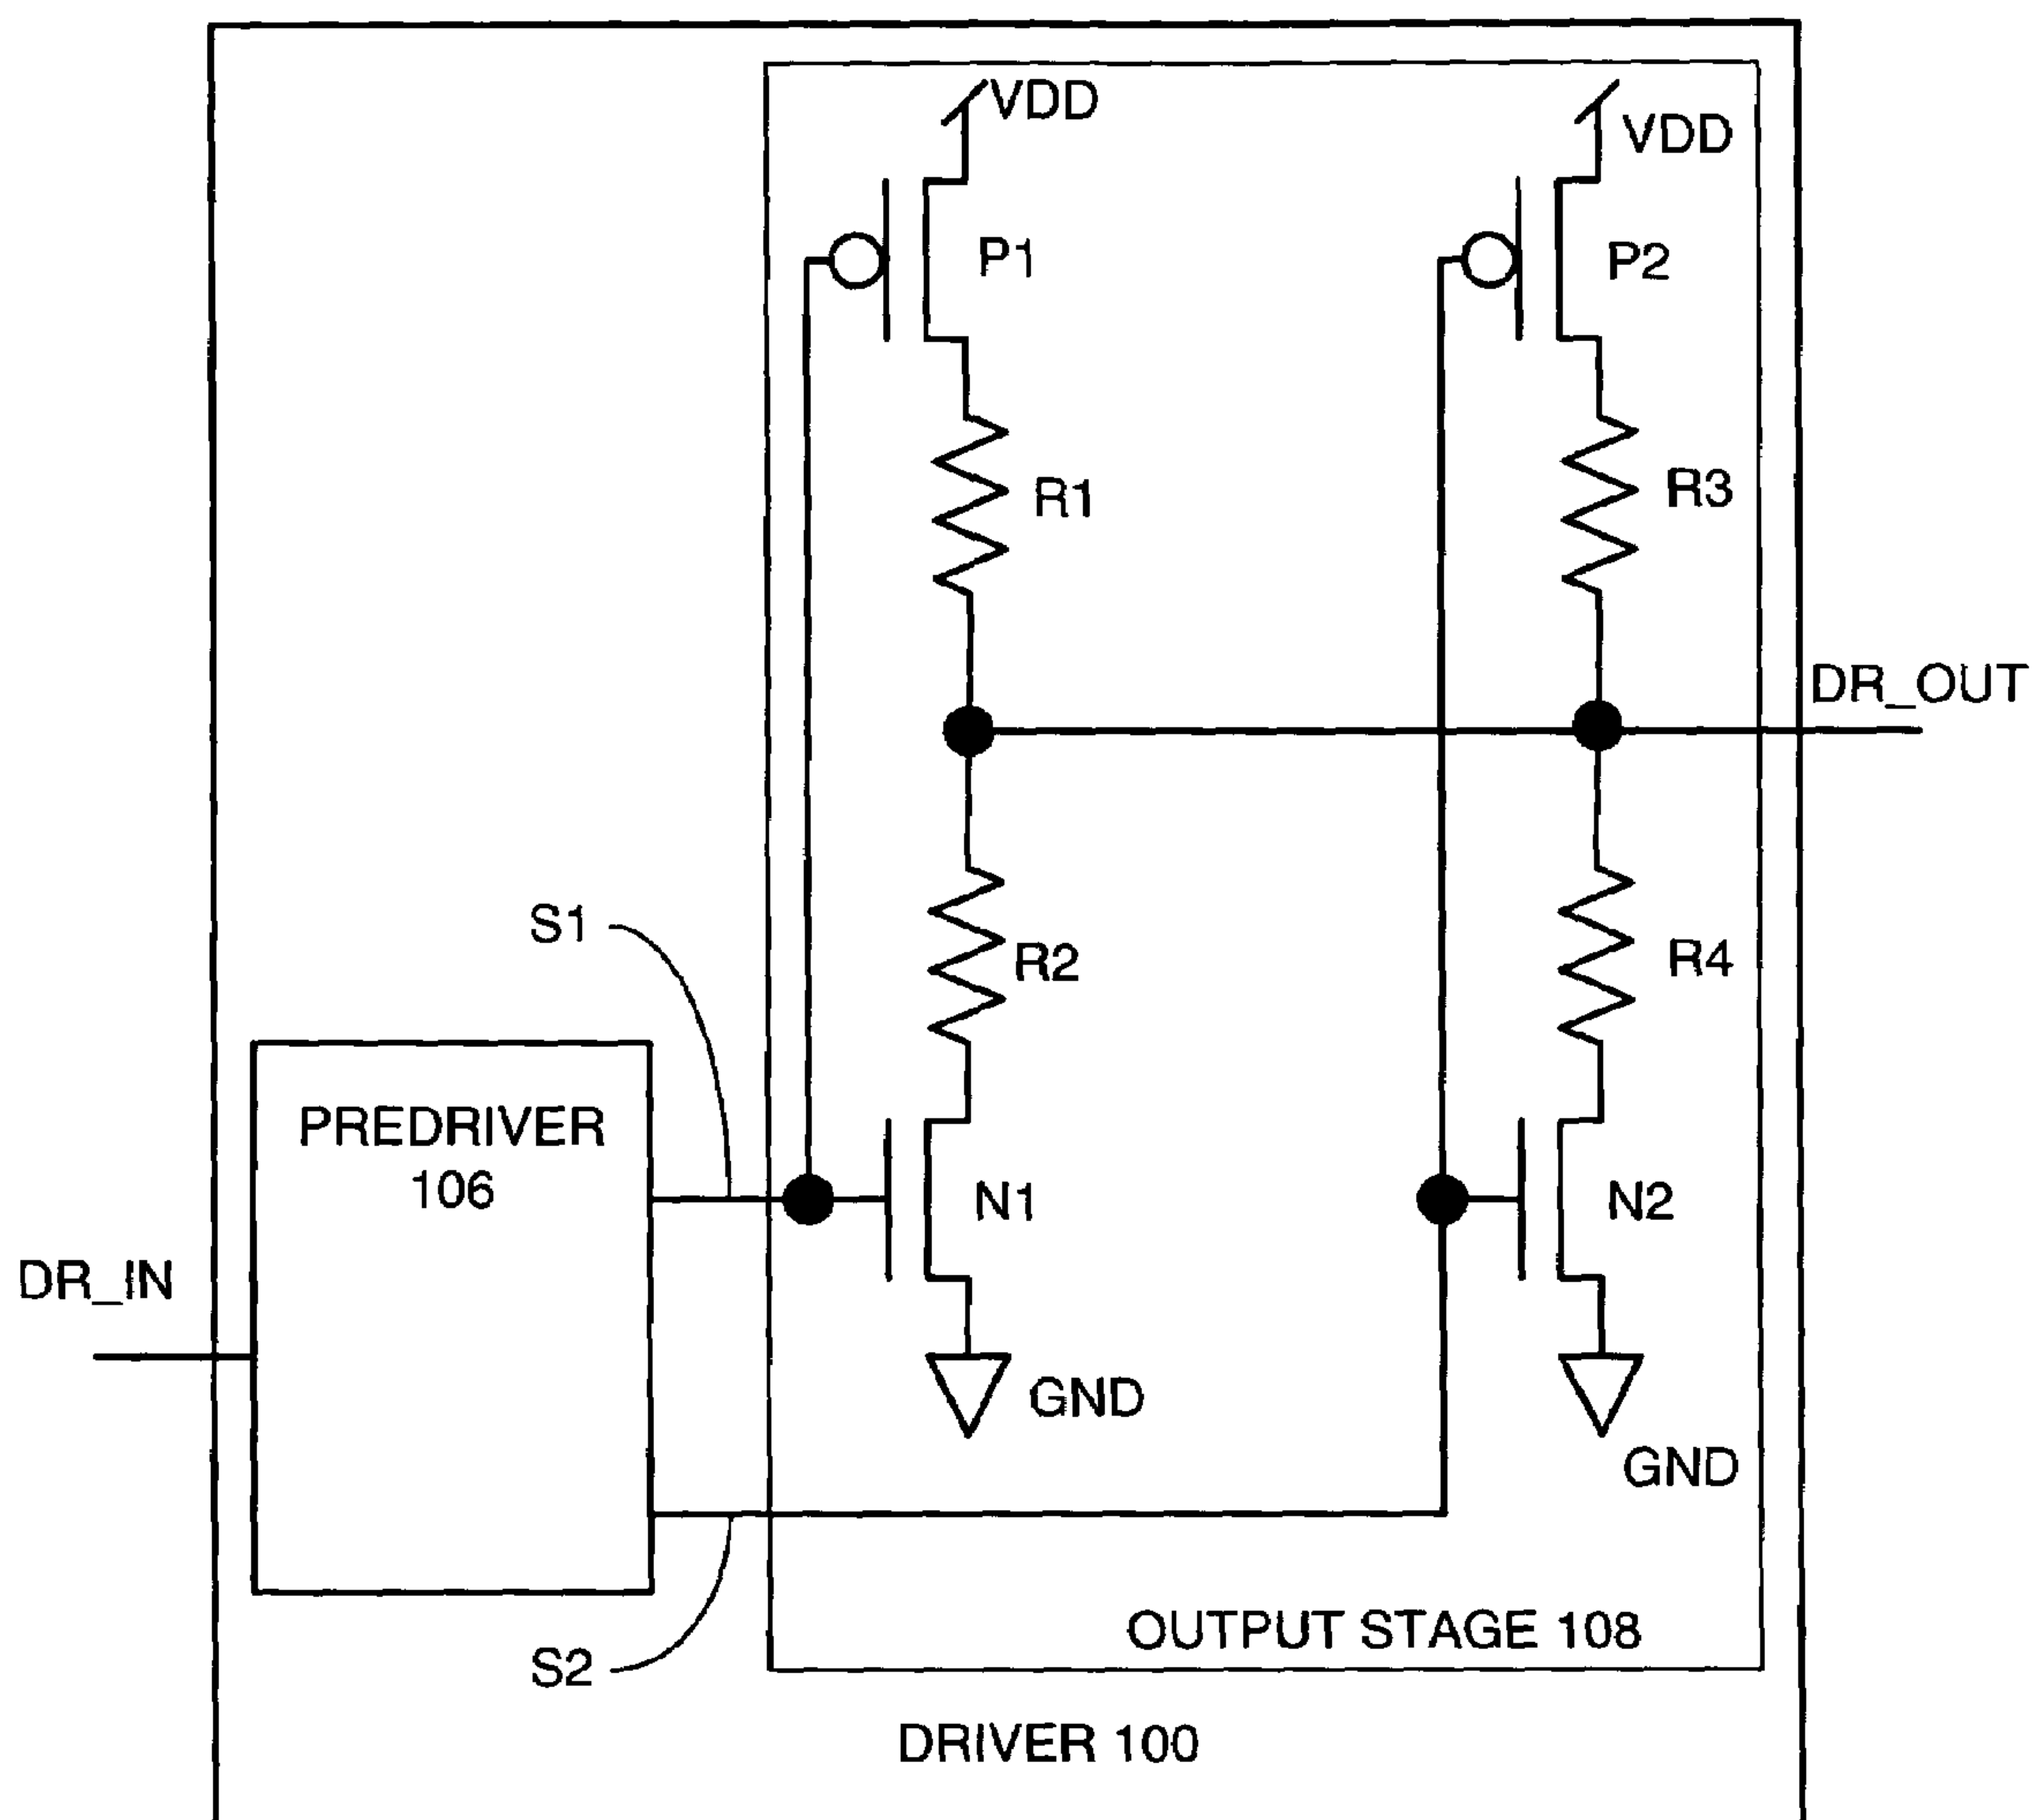 VDD
VDD
P1
P2
R1
R3
DR_OUT
S1
R2
R4
PREDRIVER
106
N1
N2
DR_IN
GND
GND
OUTPUT STAGE 108
S2
DRIVER 100